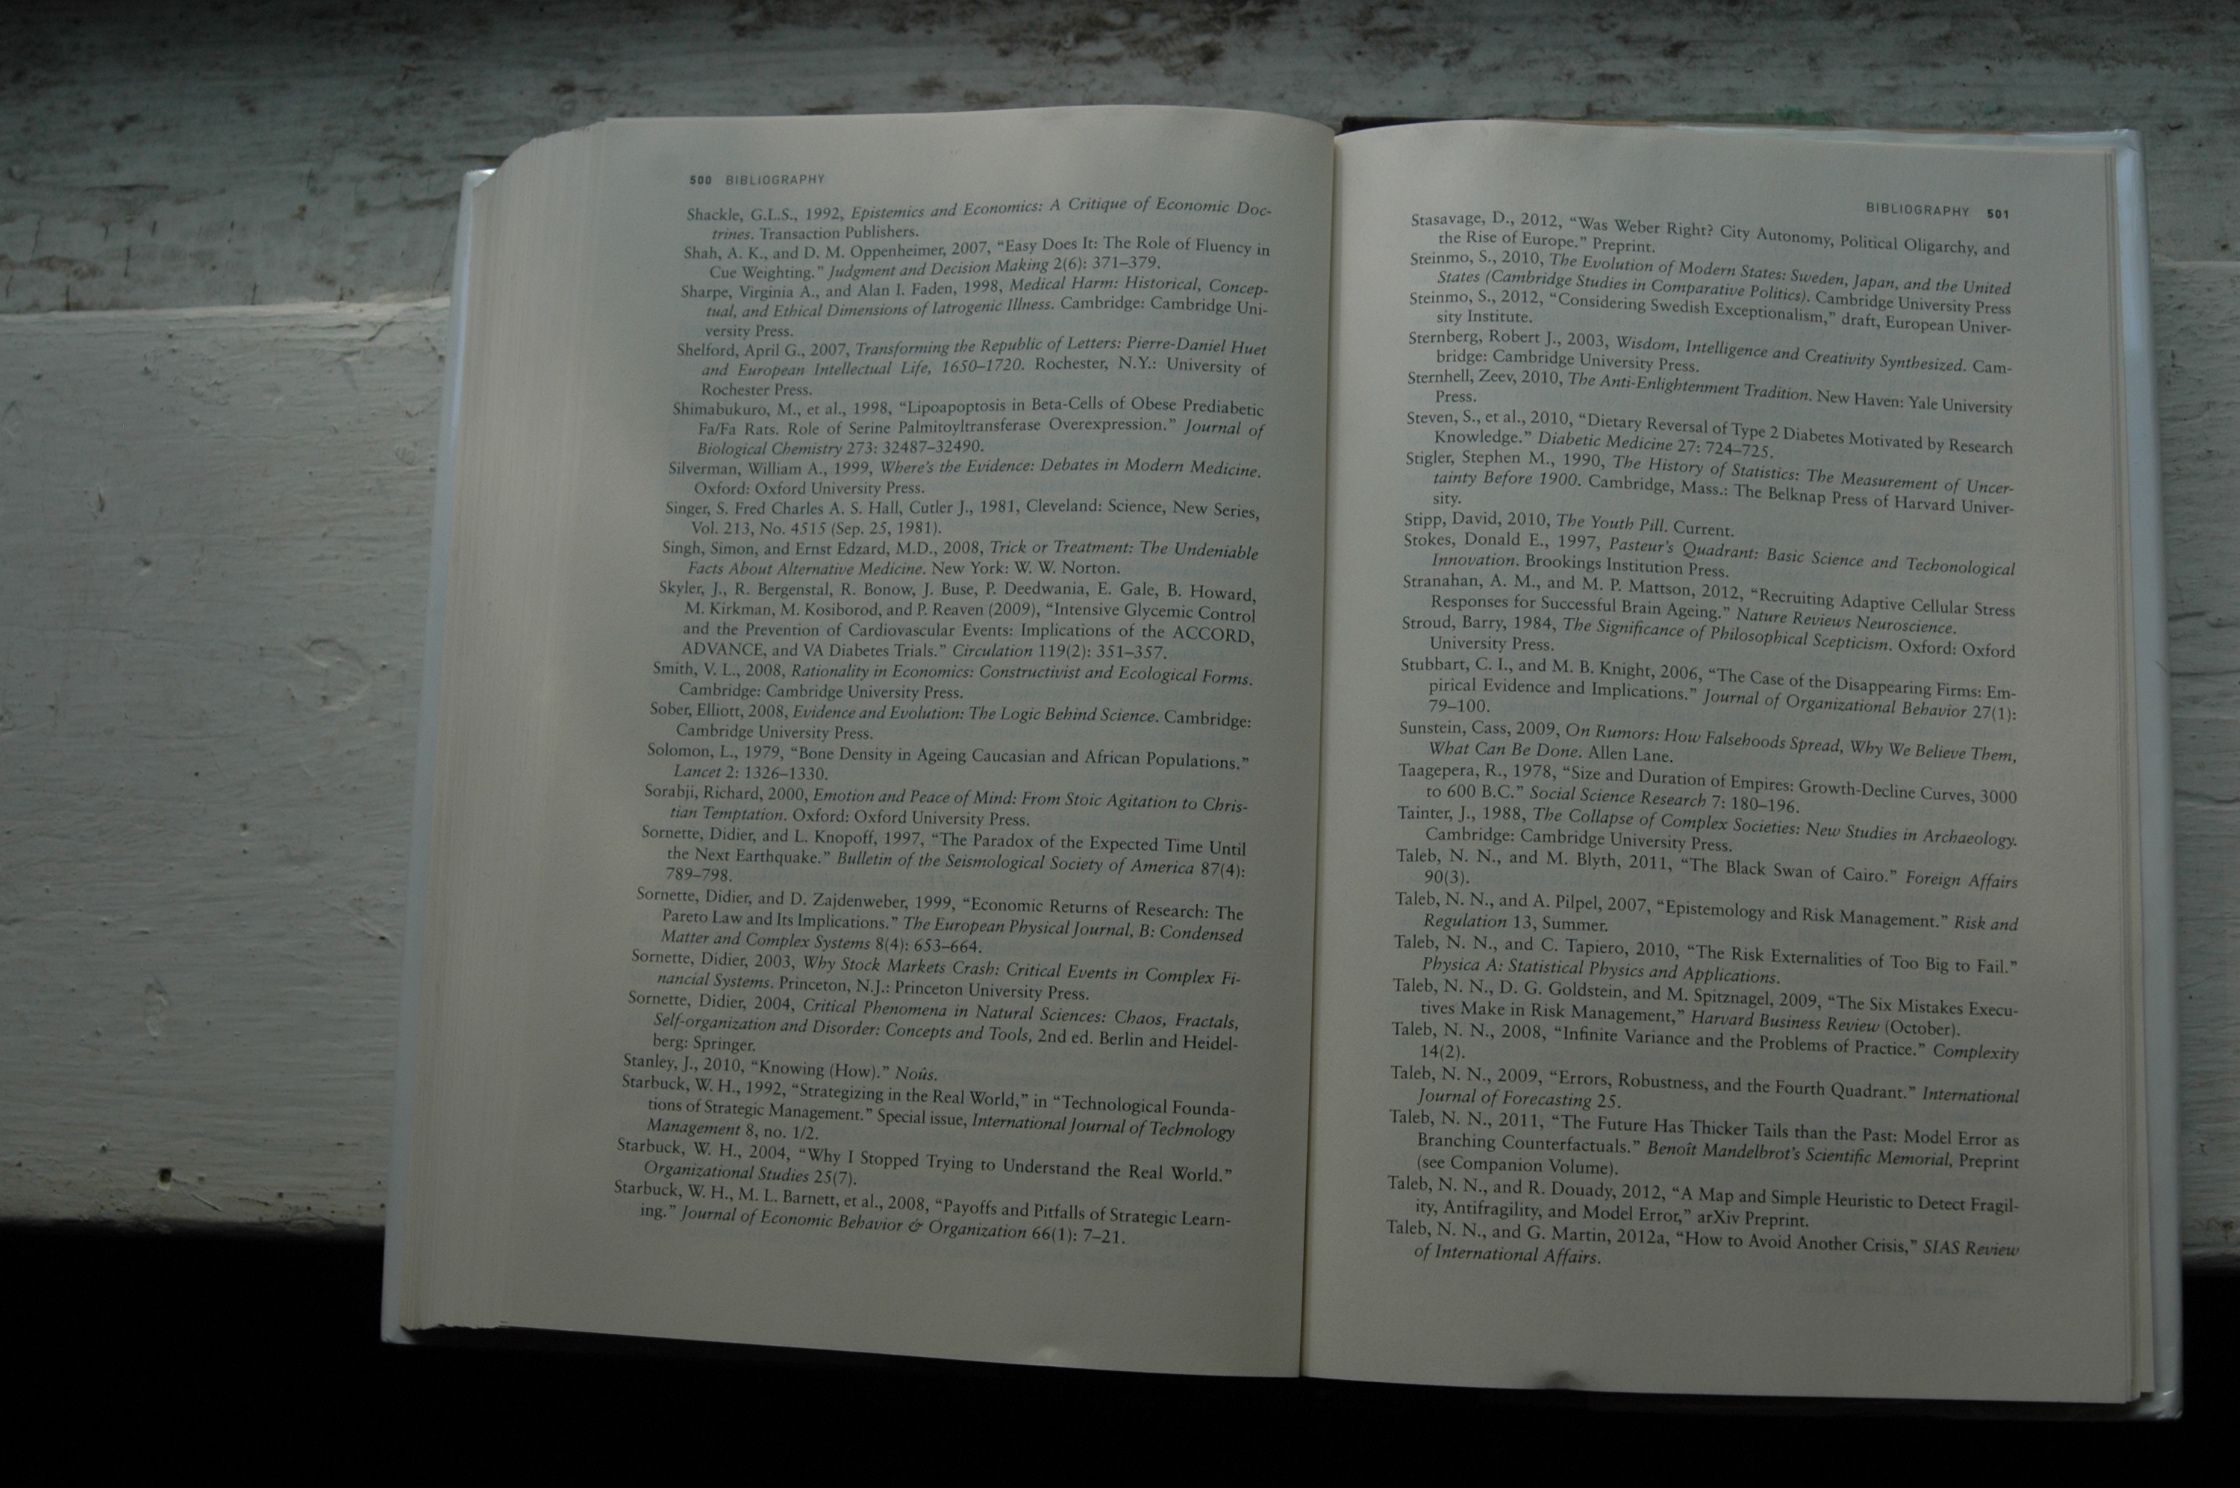 500 BIBLIOGRAPHY
Shackle, G.L.S., 1992, Epistemics and Economics: A Critique of Economic Doc-
trines. Transaction Publishers.
Shah, A. K., and D. M. Oppenheimer, 2007, “Easy Does It: The Role of Fluency in
Cue Weighting.” Judgment and Decision Making 2(6): 371–379.
Sharpe, Virginia A., and Alan I. Faden, 1998, Medical Harm: Historical, Concep-
tual, and Ethical Dimensions of Iatrogenic Illness. Cambridge: Cambridge Uni-
versity Press.
Shelford, April G., 2007, Transforming the Republic of Letters: Pierre-Daniel Huet
and European Intellectual Life, 1650–1720. Rochester, N.Y.: University of
Rochester Press.
Shimabukuro, M., et al., 1998, “Lipoapoptosis in Beta-Cells of Obese Prediabetic
Fa/Fa Rats. Role of Serine Palmitoyltransferase Overexpression.” Journal of
Biological Chemistry 273: 32487–32490.
Silverman, William A., 1999, Where’s the Evidence: Debates in Modern Medicine.
Oxford: Oxford University Press.
Singer, S. Fred Charles A. S. Hall, Cutler J., 1981, Cleveland: Science, New Series,
Vol. 213, No. 4515 (Sep. 25, 1981).
Singh, Simon, and Ernst Edzard, M.D., 2008, Trick or Treatment: The Undeniable
Facts About Alternative Medicine. New York: W. W. Norton.
Skyler, J., R. Bergenstal, R. Bonow, J. Buse, P. Deedwania, E. Gale, B. Howard,
M. Kirkman, M. Kosiborod, and P. Reaven (2009), “Intensive Glycemic Control
and the Prevention of Cardiovascular Events: Implications of the ACCORD,
ADVANCE, and VA Diabetes Trials.” Circulation 119(2): 351–357.
Smith, V. L., 2008, Rationality in Economics: Constructivist and Ecological Forms.
Cambridge: Cambridge University Press.
Sober, Elliott, 2008, Evidence and Evolution: The Logic Behind Science. Cambridge:
Cambridge University Press.
Solomon, L., 1979, “Bone Density in Ageing Caucasian and African Populations.”
Lancet 2: 1326–1330.
Sorabji, Richard, 2000, Emotion and Peace of Mind: From Stoic Agitation to Chris-
tian Temptation. Oxford: Oxford University Press.
Sornette, Didier, and L. Knopoff, 1997, “The Paradox of the Expected Time Until
the Next Earthquake.” Bulletin of the Seismological Society of America 87(4):
789–798.
Sornette, Didier, and D. Zajdenweber, 1999, “Economic Returns of Research: The
Pareto Law and Its Implications.” The European Physical Journal, B: Condensed
Matter and Complex Systems 8(4): 653–664.
Sornette, Didier, 2003, Why Stock Markets Crash: Critical Events in Complex Fi-
nancial Systems. Princeton, N.J.: Princeton University Press.
Sornette, Didier, 2004, Critical Phenomena in Natural Sciences: Chaos, Fractals,
Self-organization and Disorder: Concepts and Tools, 2nd ed. Berlin and Heidel-
berg: Springer.
Stanley, J., 2010, “Knowing (How).” Noûs.
Starbuck, W. H., 1992, “Strategizing in the Real World,” in “Technological Founda-
tions of Strategic Management.” Special issue, International Journal of Technology
Management 8, no. 1/2.
Starbuck, W. H., 2004, “Why I Stopped Trying to Understand the Real World.”
Organizational Studies 25(7).
Starbuck, W. H., M. L. Barnett, et al., 2008, “Payoffs and Pitfalls of Strategic Learn-
ing.” Journal of Economic Behavior & Organization 66(1): 7–21.
BIBLIOGRAPHY 501
Stasavage, D., 2012, “Was Weber Right? City Autonomy, Political Oligarchy, and
the Rise of Europe.” Preprint.
Steinmo, S., 2010, The Evolution of Modern States: Sweden, Japan, and the United
States (Cambridge Studies in Comparative Politics). Cambridge University Press
Steinmo, S., 2012, “Considering Swedish Exceptionalism,” draft, European Univer-
sity Institute.
Sternberg, Robert J., 2003, Wisdom, Intelligence and Creativity Synthesized. Cam-
bridge: Cambridge University Press.
Sternhell, Zeev, 2010, The Anti-Enlightenment Tradition. New Haven: Yale University
Press.
Steven, S., et al., 2010, “Dietary Reversal of Type 2 Diabetes Motivated by Research
Knowledge.” Diabetic Medicine 27: 724–725.
Stigler, Stephen M., 1990, The History of Statistics: The Measurement of Uncer-
tainty Before 1900. Cambridge, Mass.: The Belknap Press of Harvard Univer-
sity.
Stipp, David, 2010, The Youth Pill. Current.
Stokes, Donald E., 1997, Pasteur’s Quadrant: Basic Science and Techonological
Innovation. Brookings Institution Press.
Stranahan, A. M., and M. P. Mattson, 2012, “Recruiting Adaptive Cellular Stress
Responses for Successful Brain Ageing.” Nature Reviews Neuroscience.
Stroud, Barry, 1984, The Significance of Philosophical Scepticism. Oxford: Oxford
University Press.
Stubbart, C. I., and M. B. Knight, 2006, “The Case of the Disappearing Firms: Em-
pirical Evidence and Implications.” Journal of Organizational Behavior 27(1):
79–100.
Sunstein, Cass, 2009, On Rumors: How Falsehoods Spread, Why We Believe Them,
What Can Be Done. Allen Lane.
Taagepera, R., 1978, “Size and Duration of Empires: Growth-Decline Curves, 3000
to 600 B.C.” Social Science Research 7: 180–196.
Tainter, J., 1988, The Collapse of Complex Societies: New Studies in Archaeology.
Cambridge: Cambridge University Press.
Taleb, N. N., and M. Blyth, 2011, “The Black Swan of Cairo.” Foreign Affairs
90(3).
Taleb, N. N., and A. Pilpel, 2007, “Epistemology and Risk Management.” Risk and
Regulation 13, Summer.
Taleb, N. N., and C. Tapiero, 2010, “The Risk Externalities of Too Big to Fail.”
Physica A: Statistical Physics and Applications.
Taleb, N. N., D. G. Goldstein, and M. Spitznagel, 2009, “The Six Mistakes Execu-
tives Make in Risk Management,” Harvard Business Review (October).
Taleb, N. N., 2008, “Infinite Variance and the Problems of Practice.” Complexity
14(2).
Taleb, N. N., 2009, “Errors, Robustness, and the Fourth Quadrant.” International
Journal of Forecasting 25.
Taleb, N. N., 2011, “The Future Has Thicker Tails than the Past: Model Error as
Branching Counterfactuals.” Benoît Mandelbrot’s Scientific Memorial, Preprint
(see Companion Volume).
Taleb, N. N., and R. Douady, 2012, “A Map and Simple Heuristic to Detect Fragil-
ity, Antifragility, and Model Error,” arXiv Preprint.
Taleb, N. N., and G. Martin, 2012a, “How to Avoid Another Crisis,” SIAS Review
of International Affairs.